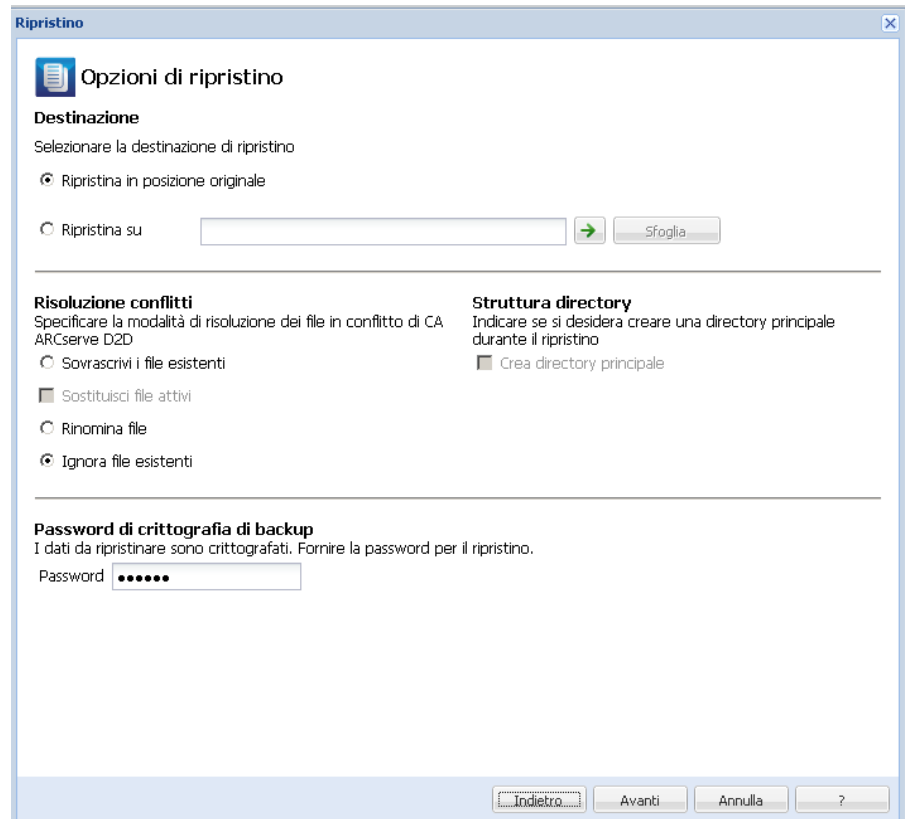 Ripristino
Opzioni di ripristino
Destinazione
Selezionare la destinazione di ripristino
Ripristina in posizione originale
Ripristina su
Sfoglia
Risoluzione conflitti
Specificare la modalità di risoluzione dei file in conflitto di CA
ARCserve D2D
Sovrascrivi i file esistenti
Sostituisci file attivi
Rinomina file
Ignora file esistenti
Struttura directory
Indicare se si desidera creare una directory principale
durante il ripristino
Crea directory principale
Password di crittografia di backup
I dati da ripristinare sono crittografati. Fornire la password per il ripristino.
Password ●●●●●●
Indietro
Avanti
Annulla
?